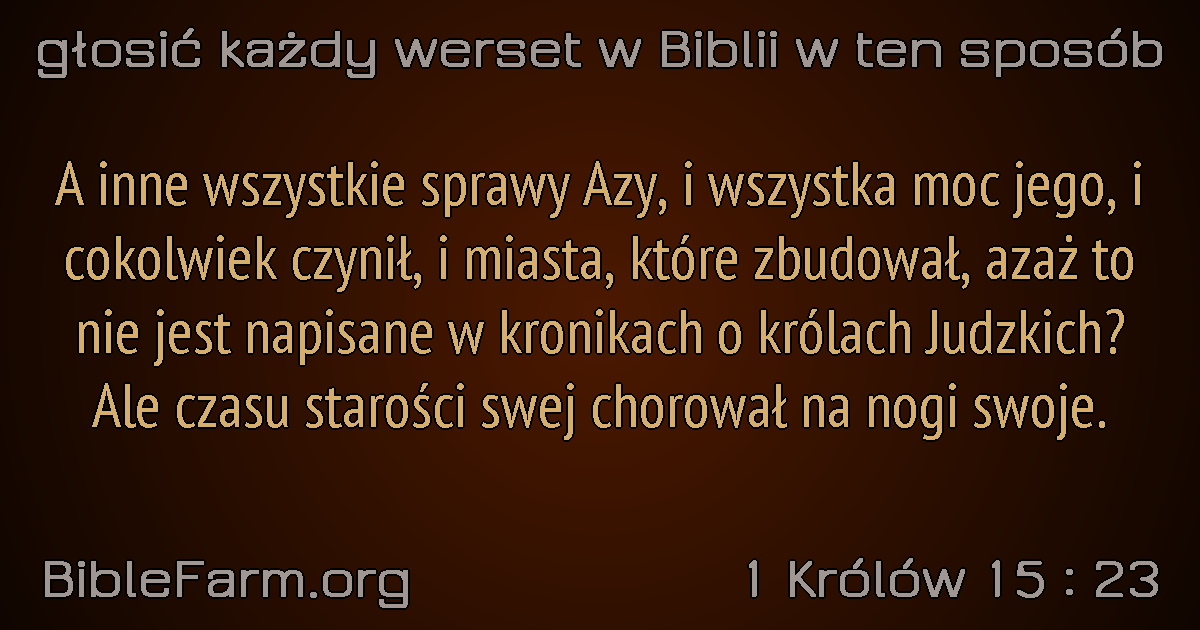 głosić każdy werset w Biblii w ten sposób
A inne wszystkie sprawy Azy, i wszystka moc jego, i
cokolwiek czynił, i miasta, które zbudował, azaż to
nie jest napisane w kronikach o królach Judzkich?
Ale czasu starości swej chorował na nogi swoje.
BibleFarm.org
1 Królów 15 : 23